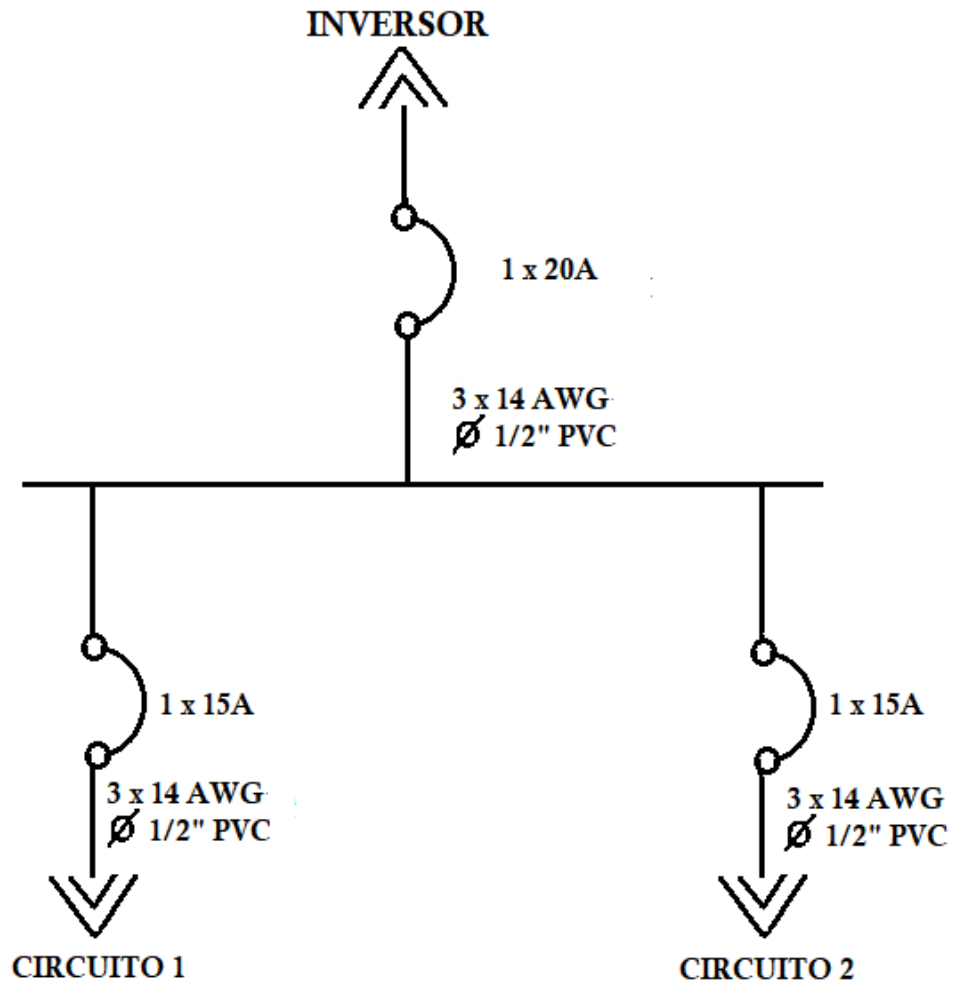 INVERSOR
1 x 20A
3 x 14 AWG
Ø 1/2" PVC
1 x 15A
3 x 14 AWG
Ø 1/2" PVC
CIRCUITO 1
1 x 15A
3 x 14 AWG
Ø 1/2" PVC
CIRCUITO 2